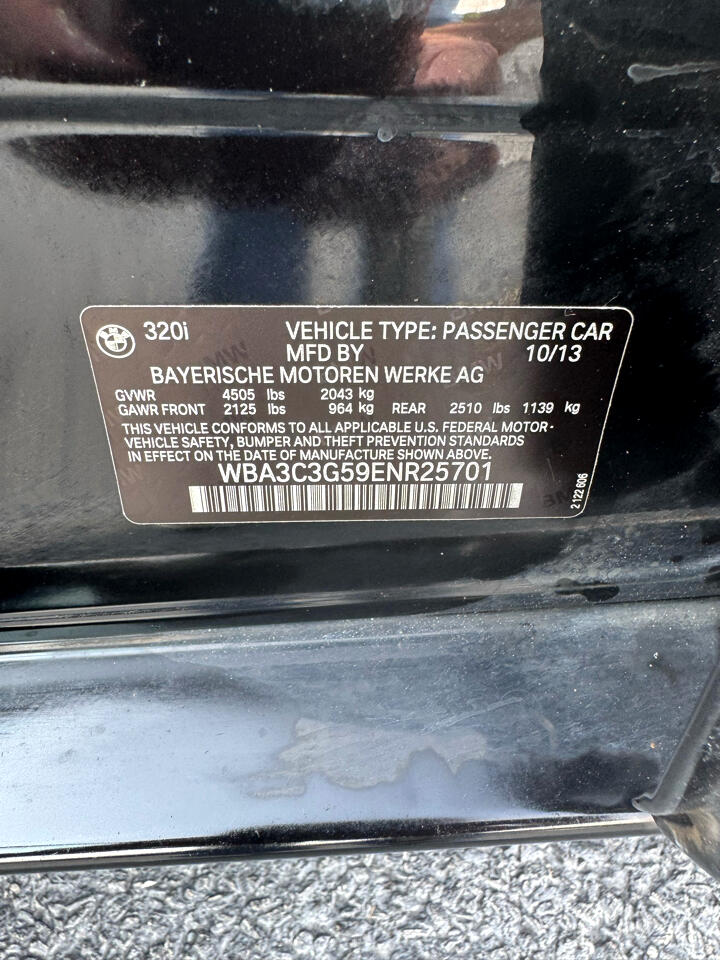 320i VEHICLE TYPE: PASSENGER CAR
MFD BY 10/13
BAYERISCHE MOTOREN WERKE AG
GVWR 4505 lbs 2043 kg
GAWR FRONT 2125 lbs 964 kg REAR 2510 lbs 1139 kg
THIS VEHICLE CONFORMS TO ALL APPLICABLE U.S. FEDERAL MOTOR-
VEHICLE SAFETY, BUMPER AND THEFT PREVENTION STANDARDS
IN EFFECT ON THE DATE OF MANUFACTURE SHOWN ABOVE.
WBA3C3G59ENR25701
2 122 606